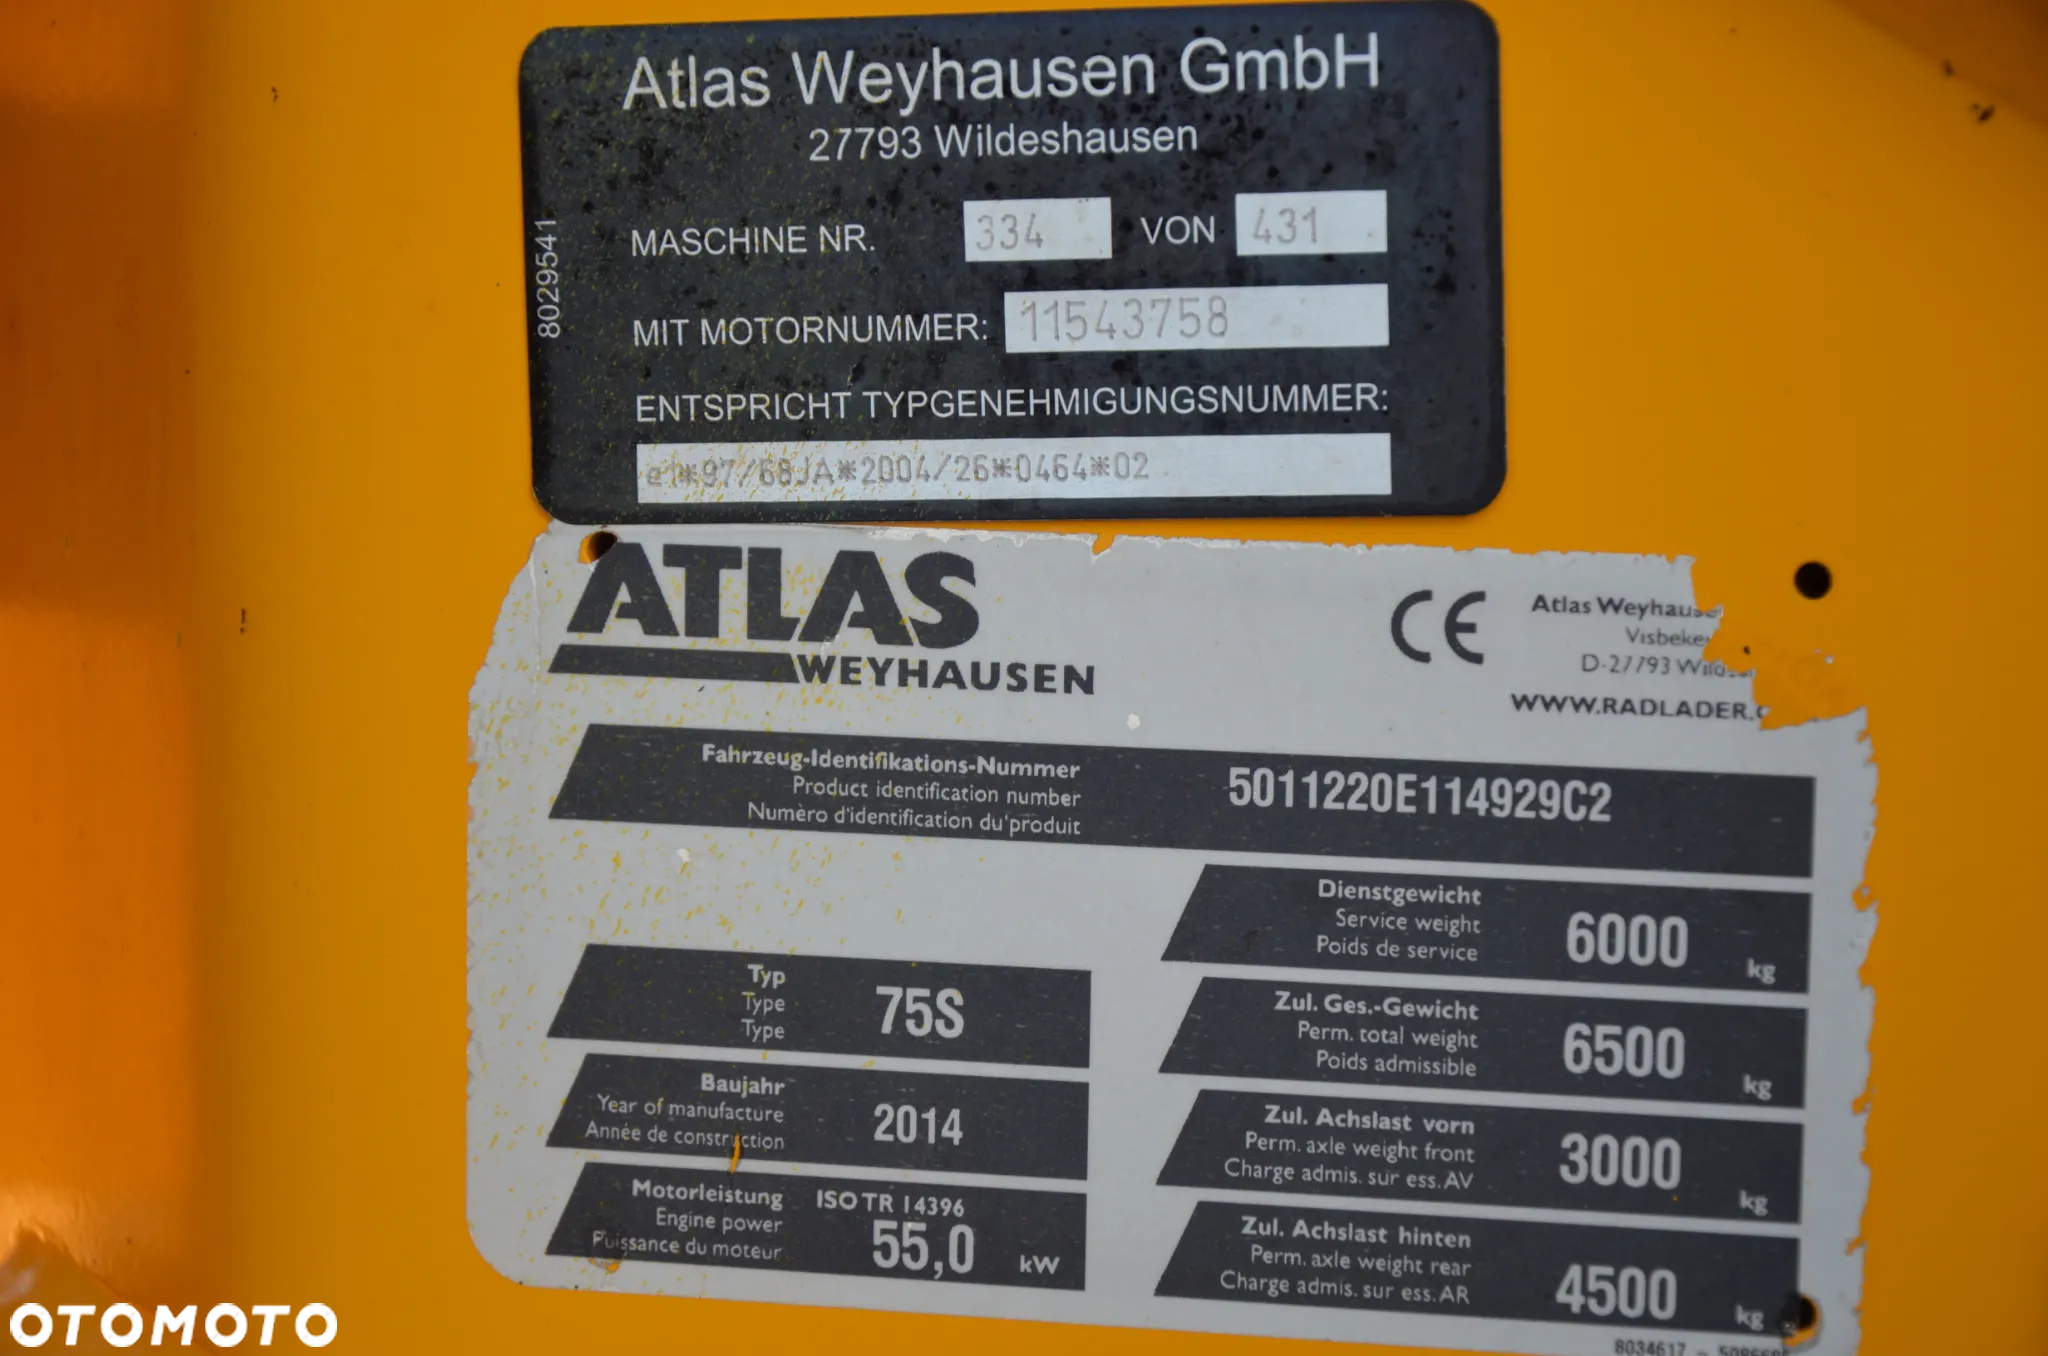 Atlas Weyhausen GmbH
27793 Wildeshausen
8029541
MASCHINE NR. 334 VON 431
MIT MOTORNUMMER: 11543758
ENTSPRICHT TYPGENEHMIGUNGSNUMMER:
e1*97/68JA*2004/26*0464*02
ATLAS
WEYHAUSEN
CE
Atlas
D-27793
Fahrzeug-Identifikations-Nummer
Product identification number
Numèro d'identification du produit
5011220E114929C2
Typ
Type
Type
75S
Baujahr
Year of manufacture
Année de construction
2014
Motorleistung
Engine power
Puissance du moteur
ISO TR 14396
55,0 kW
Dienstgewicht
Service weight
Poids de service
6000 kg
Zul. Ges.-Gewicht
Perm. total weight
Poids admissible
6500 kg
Zul. Achslast vorn
Perm. axle weight front
Charge admis. sur ess. AV
3000 kg
Zul. Achslast hinten
Perm. axle weight rear
Charge admis. sur ess. AR
4500 kg
8034617 -
OTOMOTO